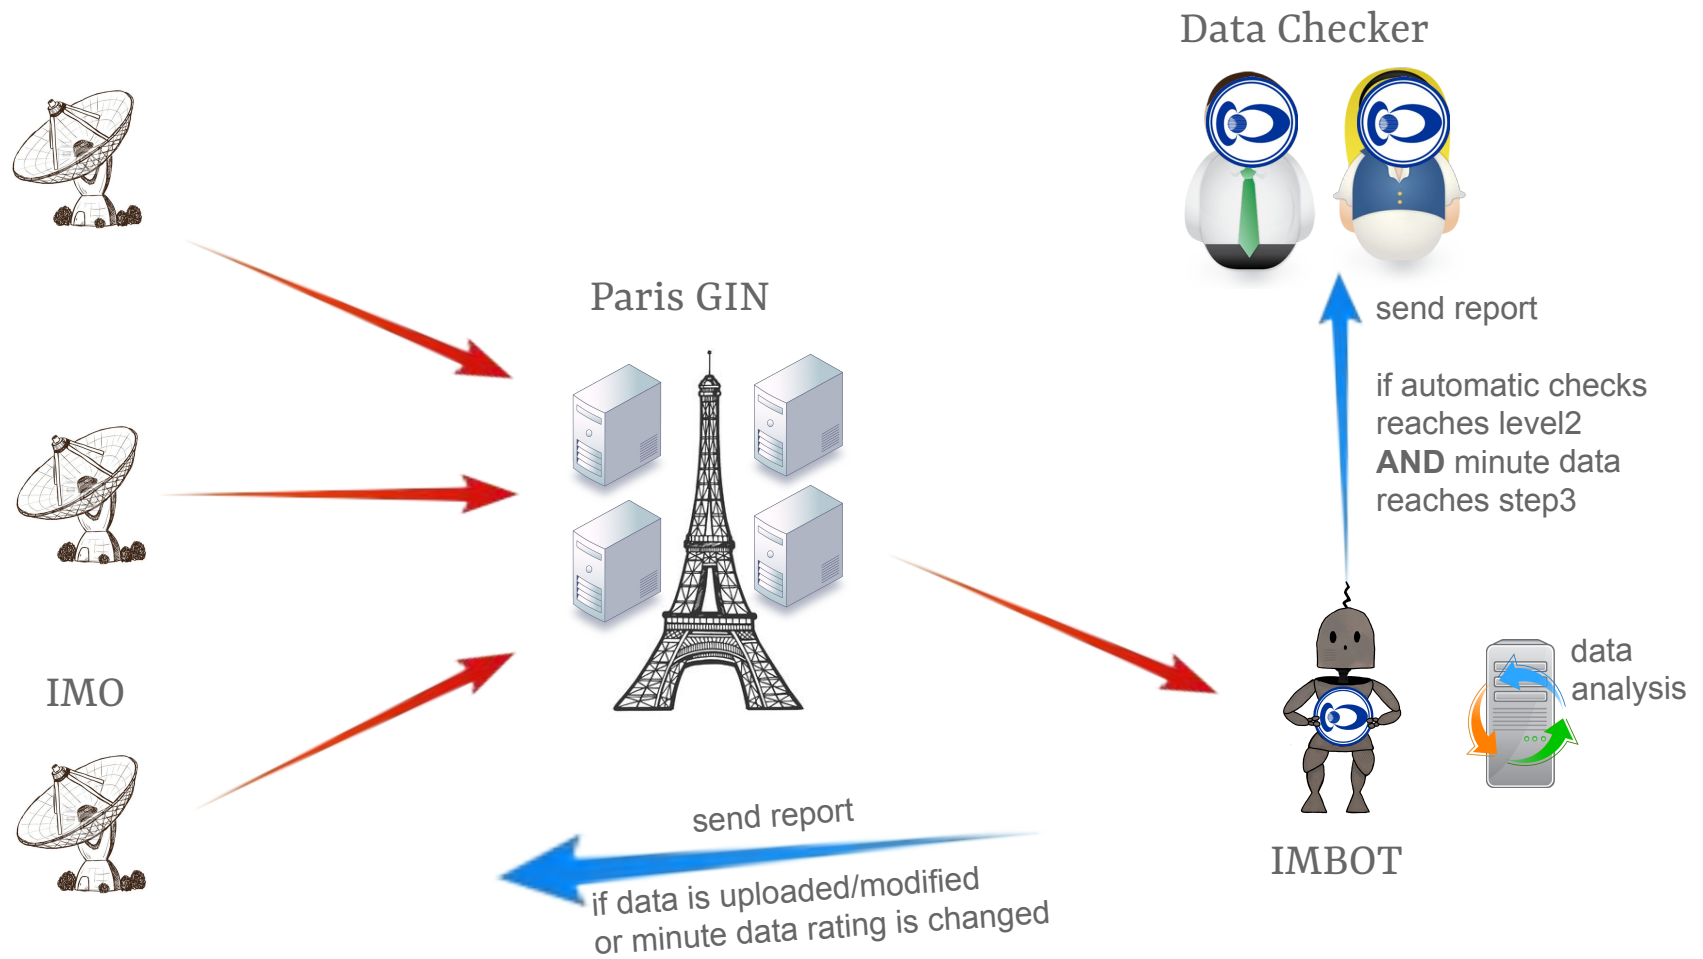 Data Checker
Paris GIN
send report
if automatic checks
reaches level2
AND minute data
reaches step3
IMO
data
analysis
send report
if data is uploaded/modified
or minute data rating is changed
IMBOT